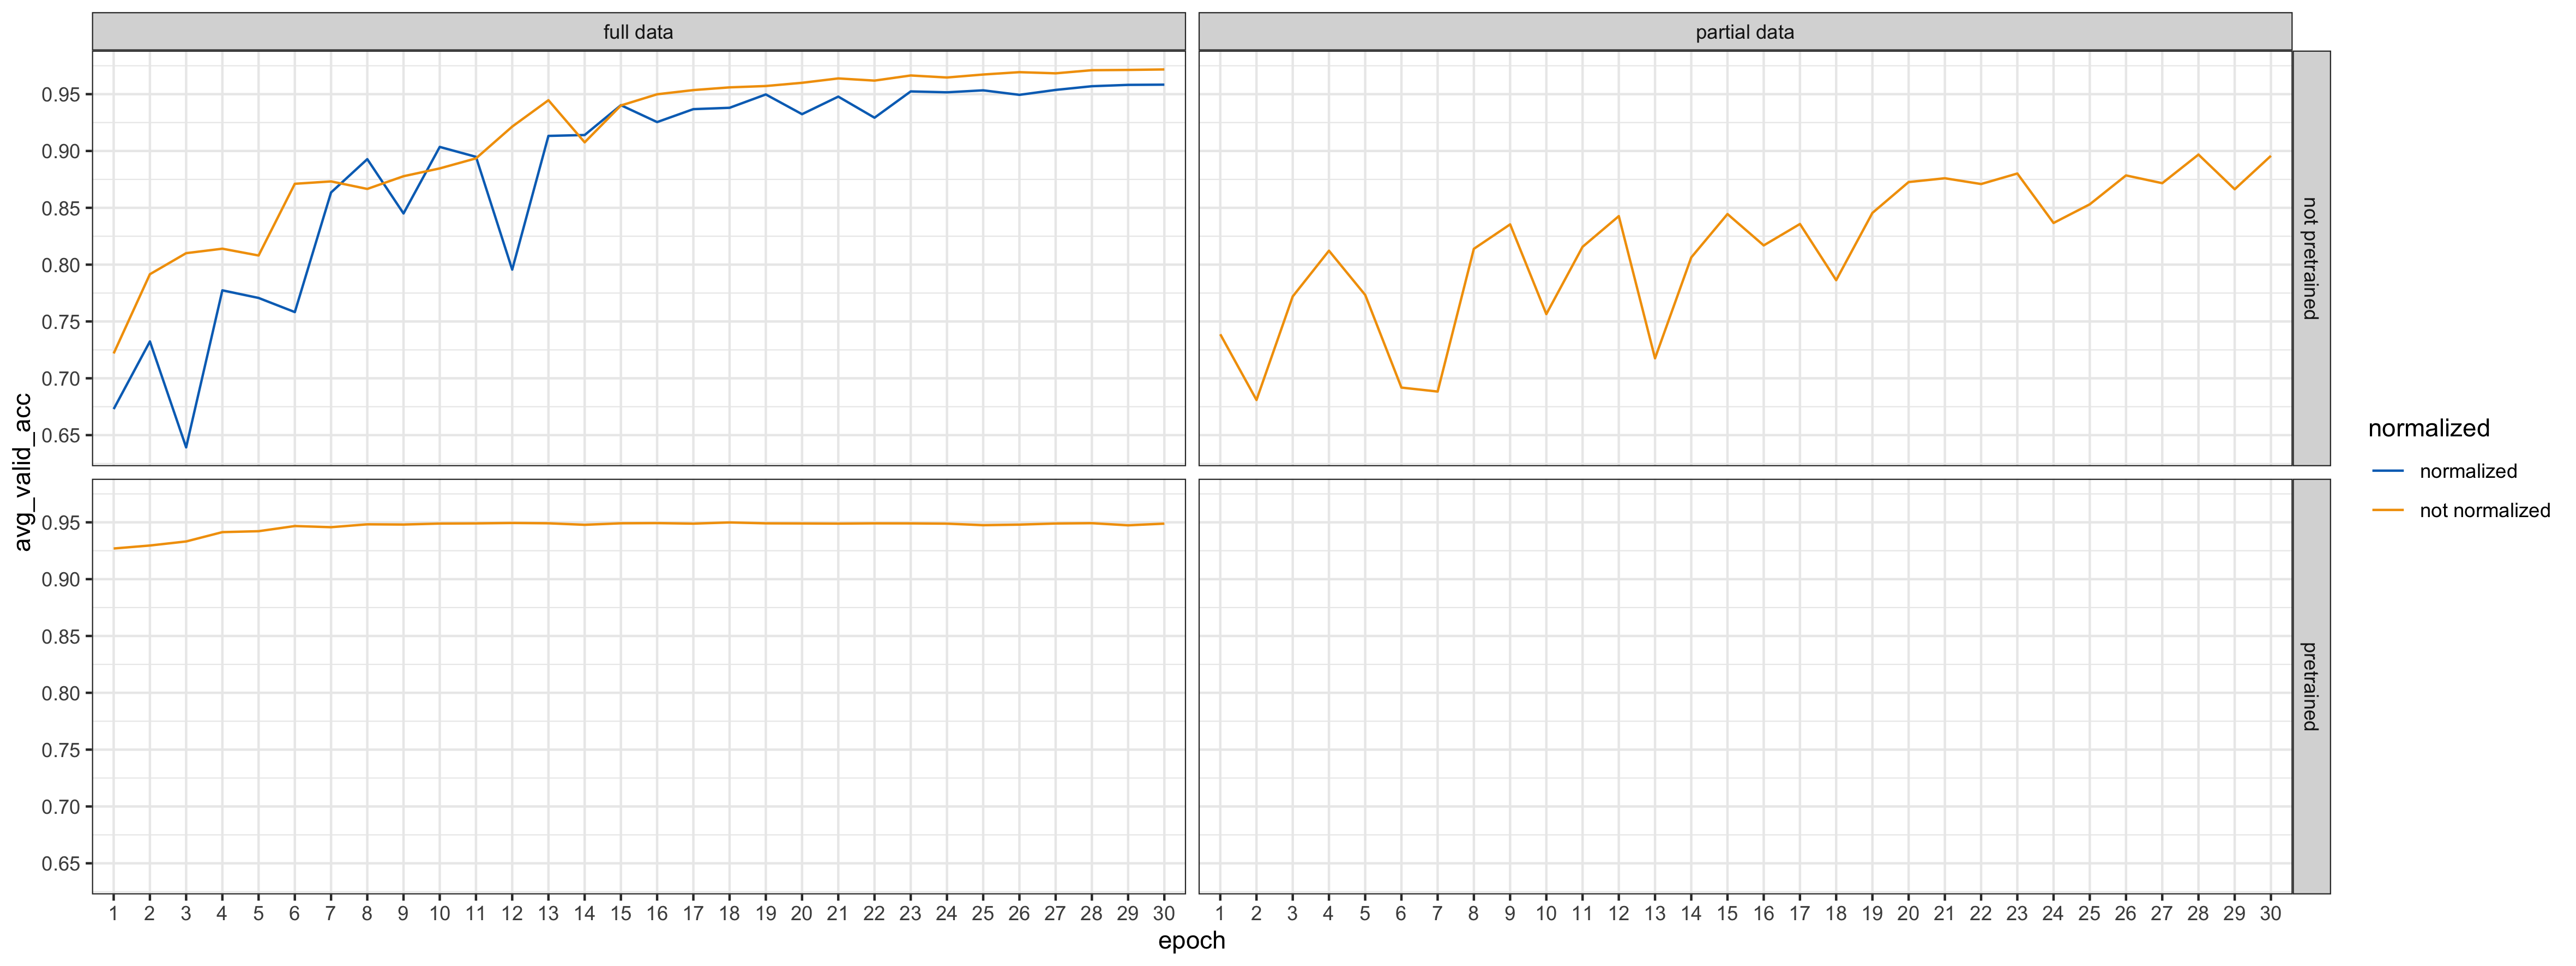 full data
partial data
0.95
0.90
0.85
0.80
0.75
0.70
0.65
not pretrained
0.95
0.90
0.85
0.80
0.75
0.70
0.65
pretrained
avg_valid_acc
1 2 3 4 5 6 7 8 9 10 11 12 13 14 15 16 17 18 19 20 21 22 23 24 25 26 27 28 29 30
1 2 3 4 5 6 7 8 9 10 11 12 13 14 15 16 17 18 19 20 21 22 23 24 25 26 27 28 29 30
epoch
normalized
normalized
not normalized